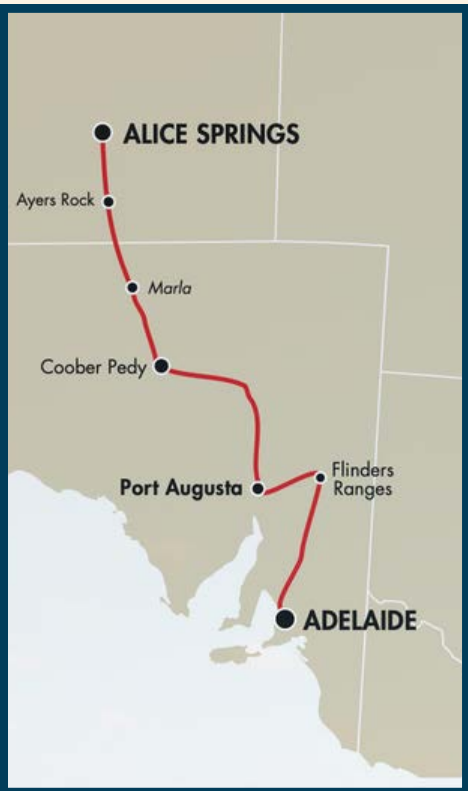 ALICE SPRINGS
Ayers Rock
Marla
Coober Pedy
Flinders
Ranges
Port Augusta
ADELAIDE